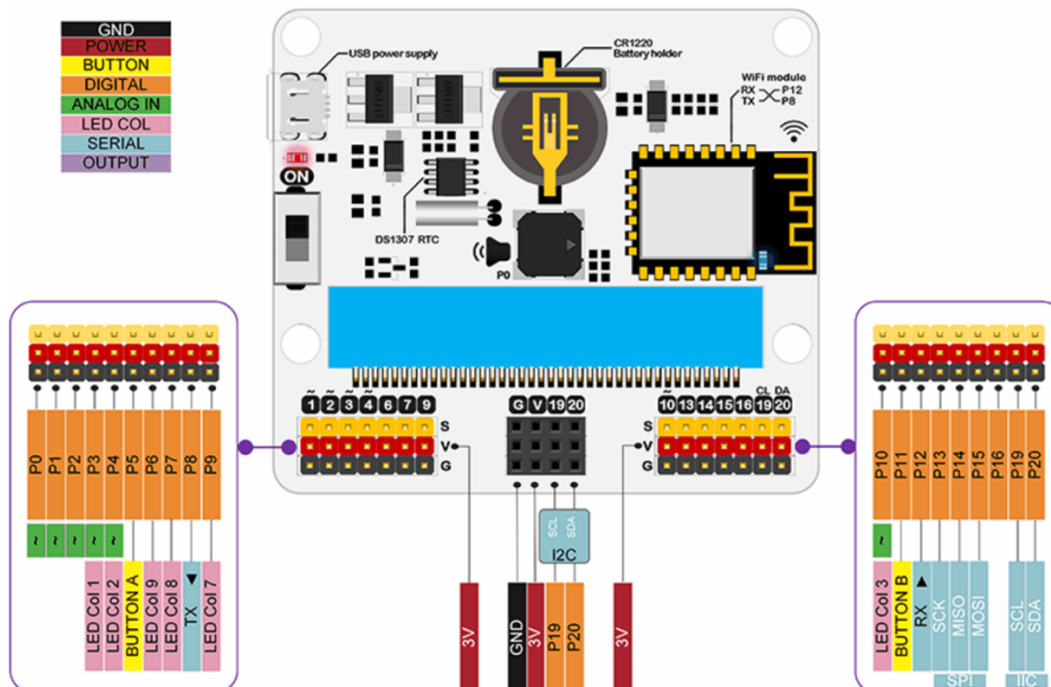 GND
POWER
BUTTON
DIGITAL
ANALOG IN
LED COL
SERIAL
OUTPUT
USB power supply
CR1220
Battery holder
WiFi module
RX P12
TX P8
ON
DS1307 RTC
P0
~ ~ ~ ~
1 2 3 4 6 7 9
G V 19 20
~ CL DA
10 13 14 15 16 19 20
S
V
G
S
V
G
P0 P1 P2 P3 P4 P5 P6 P7 P8 P9
~ ~ ~ ~ ~
LED Col 1
LED Col 2
BUTTON A
LED Col 9
LED Col 8
TX ▲
LED Col 7
SCL SDA
I2C
3V
GND
3V
P19
P20
3V
P10 P11 P12 P13 P14 P15 P16 P19 P20
~
LED Col 3
BUTTON B
RX ▼
SCK
MISO
MOSI
SCL
SDA
SPI
IIC